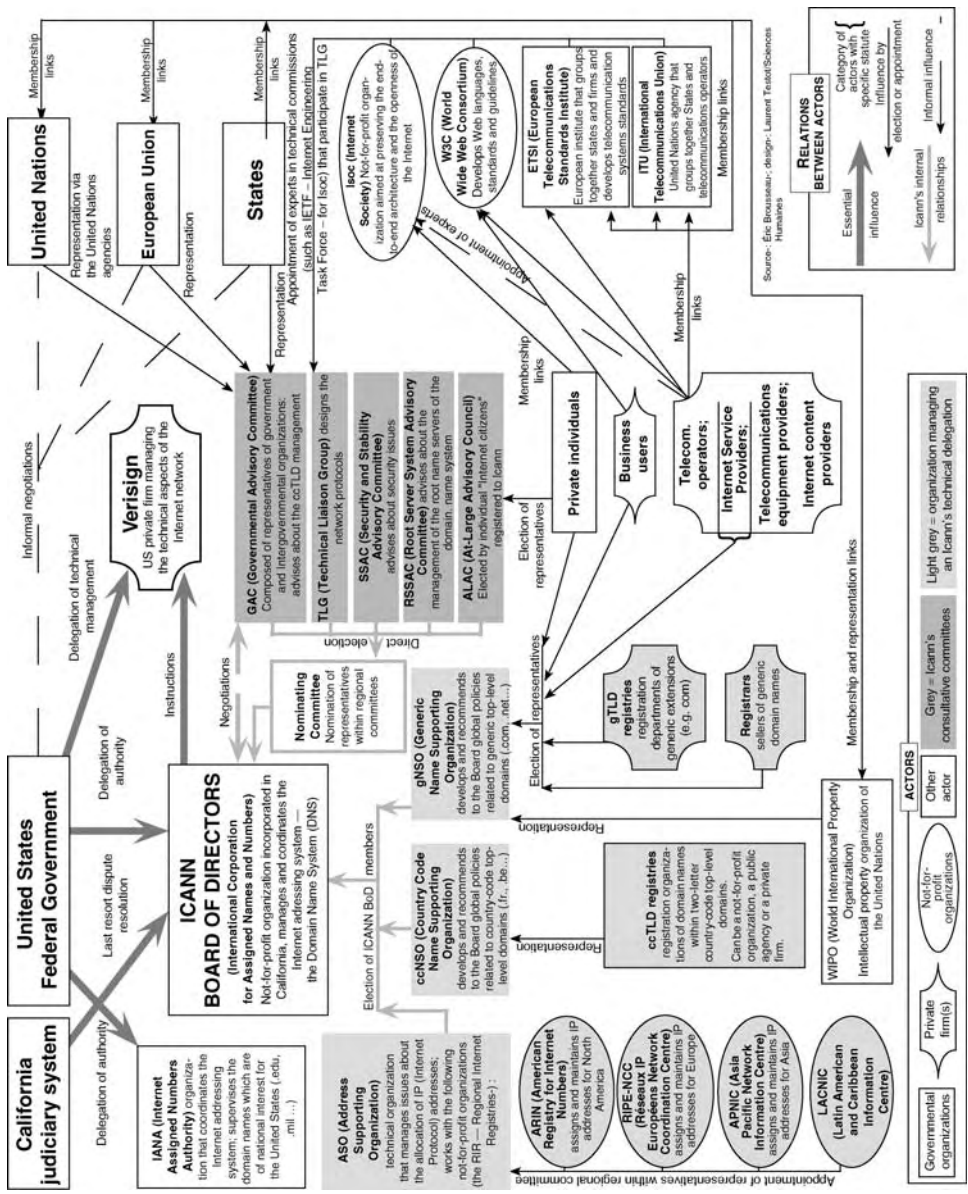 California
judiciary system
United States
Federal Government
United Nations
European Union
States
Membership
links
Membership
links
Membership
links
Informal negotiations
Representation via
the United Nations
agencies
Representation
Representation
Appointment of experts in technical commissions
(such as IETF – Internet Engineering
Task Force – for Isoc) that participate in TLG
Delegation of authority
Last resort dispute
resolution
Delegation of
authority
Delegation of technical
management
Instructions
Verisign
US private firm managing
the technical aspects of the
Internet network
IANA (Internet
Assigned Numbers
Authority) organiza-
tion that coordinates the
Internet addressing
system; supervises the
domain names which are
of national interest for
the United States (.edu,
.mil …)
ICANN
BOARD OF DIRECTORS
(International Corporation
for Assigned Names and Numbers)
Not-for-profit organization incorporated in
California, manages and cordinates the
Internet adressing system —
the Domain Name System (DNS)
Negotiations
Nominating
Committee
Nomination of
representatives
within regional
committees
Direct
election
GAC (Governmental Advisory Committee)
Composed of representatives of government
and Intergovernmental organizations:
advises about the ccTLD management
TLG (Technical Liaison Group) designs the
network protocols
SSAC (Security and Stability
Advisory Committee)
advises about security issues
RSSAC (Root Server System Advisory
Committee) advises about the
management of the root name servers of the
domain. name system
ALAC (At-Large Advisory Council)
Elected by individual "Internet citizens"
registered to Icann
Isoc (Internet
Society) Not-for-profit organ-
ization aimed at preserving the end-
to-end architecture and the openness of
the Internet
W3C (World
Wide Web Consortium)
Develops Web languages,
standards and guidelines
ETSI (European
Telecommunications
Standards Institute)
European institute that groups
together states and firms and
develops telecommunication
systems standards
ITU (International
Telecommunications Union)
United Nations agency that
groups together States and
telecommunications operators
Membership links
Appointment of experts
Membership
links
Membership
links
Election of ICANN BoD members
ASO (Address
Supporting
Organization)
technical organization
that manages issues about
the allocation of IP (Internet
Protocol) addresses;
works with the following
not-for-profit organizations
(the RIR — Regional Internet
Registries-) :
ccNSO (Country Code
Name Supporting
Organization)
develops and recommends
to the Board global policies
related to country-code top-
level domains (.fr., .be…)
gNSO (Generic
Name Supporting
Organization)
develops and recommends
to the Board global policies
related to generic top-level
domains (.com, .net….)
Election of
representatives
Election of representatives
Private individuals
Business
users
Telecom.
operators;
Internet Service
Providers;
Telecommunications
equipment providers;
Internet content
providers
gTLD
registries
registration
departments of
generic extensions
(e.g. com)
Registrars
sellers of generic
domain names
Representation
Representation
ccTLD registries
registration organiza-
tions of domain names
within two-letter
country-code top-level
domains.
Can be a not-for-profit
organization, a public
agency or a private
firm.
ARIN (American
Registry for Internet
Numbers)
assigns and maintains IP
addresses for North
America
RIPE-NCC
(Réseaux IP
Européens Network
Coordination Centre)
assigns and maintains IP
addresses for Europe
APNIC (Asia
Pacific Network
Information Centre)
assigns and maintains IP
addresses for Asia
LACNIC
(Latin American
and Caribbean
Information
Centre)
Appointment of representatives within regional committee
WIPO (World International Property
Organization)
Intellectual property organization of
the United Nations
Membership and representation links
Source-: Éric Brousseau; design-: Laurent Testot/Sciences
Humaines
RELATIONS
BETWEEN ACTORS
Essential
influence
Category of
actors with
specific statute
Influence by
election or appointment
Icann's internal
relationships
Informal influence
ACTORS
Governmental
organizations
Private
firm(s)
Not-for-
profit
organizations
Other
actor
Grey = Icann's
consultative committees
Light grey = organization managing
an Icann's technical delegation